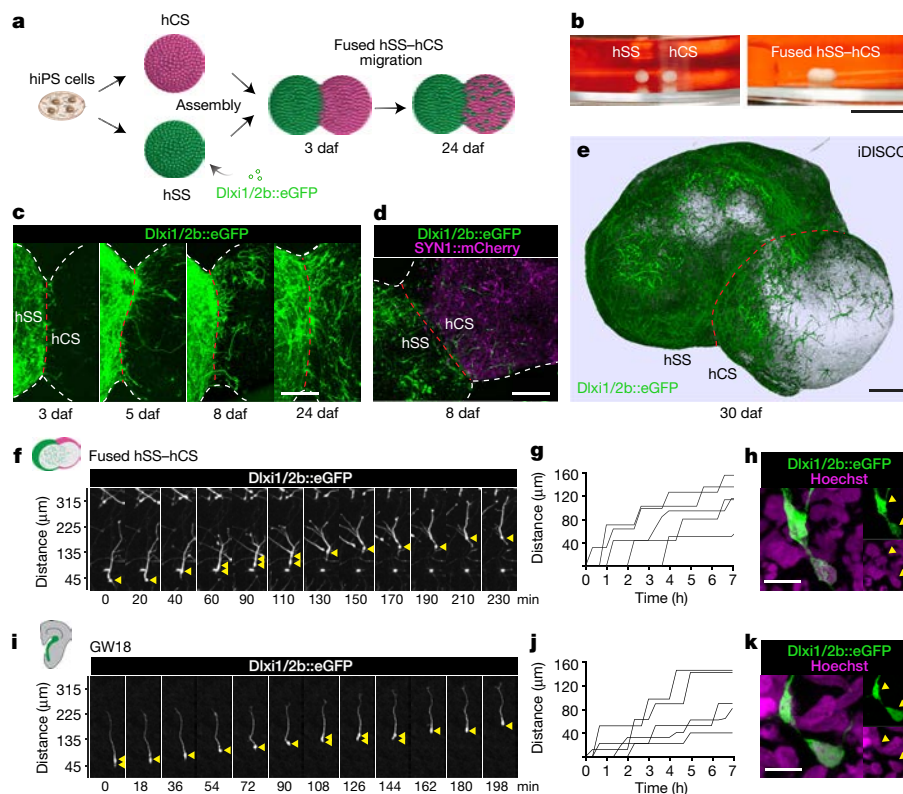 a
hCS
hiPS cells
Assembly
hSS
Dlxi1/2b::eGFP
Fused hSS–hCS
migration
3 daf
24 daf
b
hSS
hCS
Fused hSS–hCS
c
Dlxi1/2b::eGFP
hSS
hCS
3 daf
5 daf
8 daf
24 daf
d
Dlxi1/2b::eGFP
SYN1::mCherry
hCS
hSS
8 daf
e
iDISCO
hSS
hCS
Dlxi1/2b::eGFP
30 daf
f
Fused hSS–hCS
Dlxi1/2b::eGFP
Distance (μm)
315
225
135
45
0 20 40 60 90 110 130 150 170 190 210 230 min
g
Distance (μm)
160
120
80
40
0 1 2 3 4 5 6 7
Time (h)
h
Dlxi1/2b::eGFP
Hoechst
i
GW18
Dlxi1/2b::eGFP
Distance (μm)
315
225
135
45
0 18 36 54 72 90 108 126 144 162 180 198 min
j
Distance (μm)
160
120
80
40
0 1 2 3 4 5 6 7
Time (h)
k
Dlxi1/2b::eGFP
Hoechst